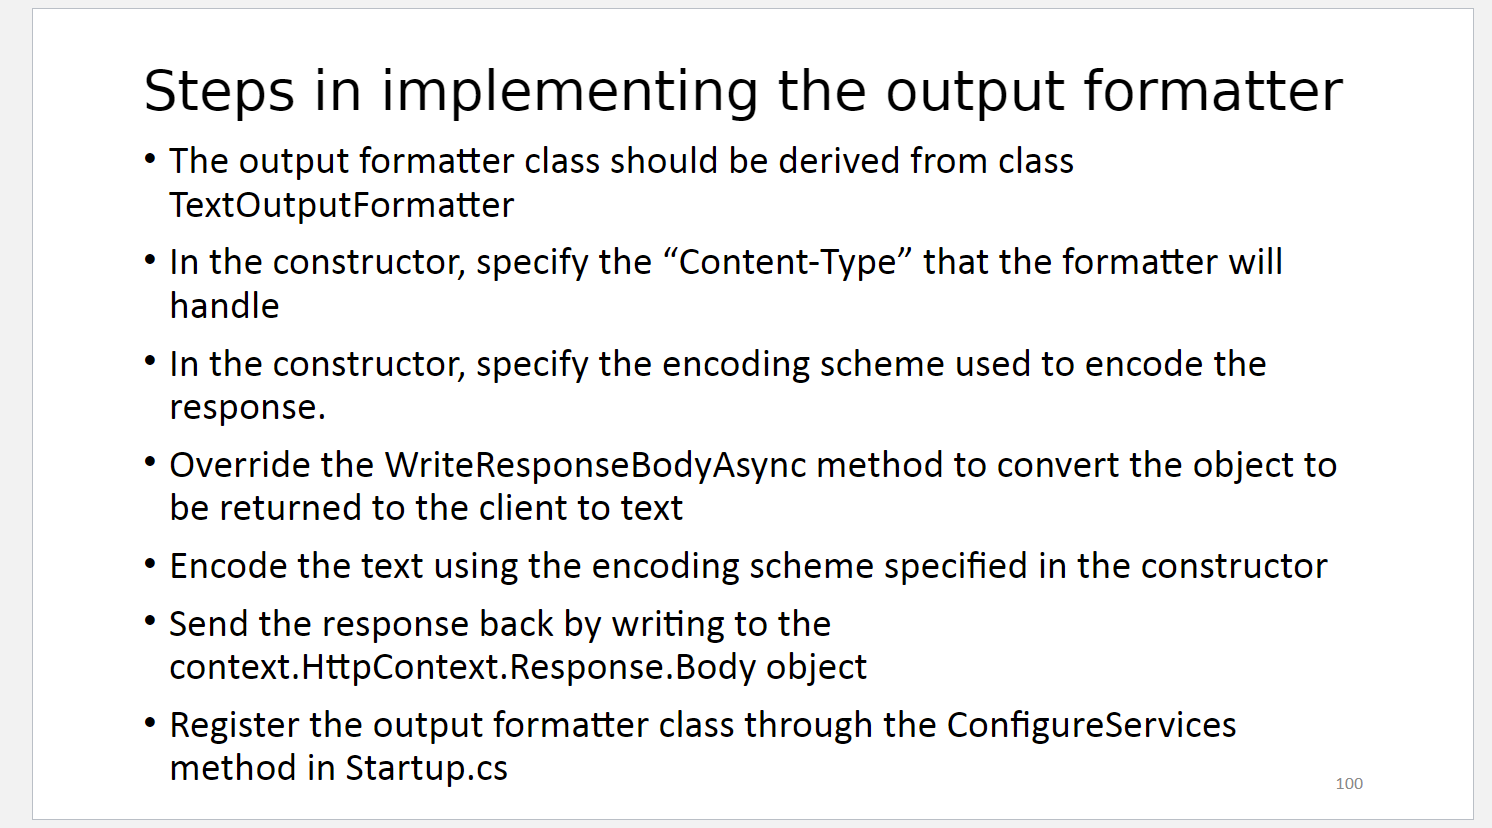 Steps in implementing the output formatter
• The output formatter class should be derived from class
TextOutputFormatter
• In the constructor, specify the “Content-Type” that the formatter will
handle
• In the constructor, specify the encoding scheme used to encode the
response.
• Override the WriteResponseBodyAsync method to convert the object to
be returned to the client to text
• Encode the text using the encoding scheme specified in the constructor
• Send the response back by writing to the
context.HttpContext.Response.Body object
• Register the output formatter class through the ConfigureServices
method in Startup.cs
100